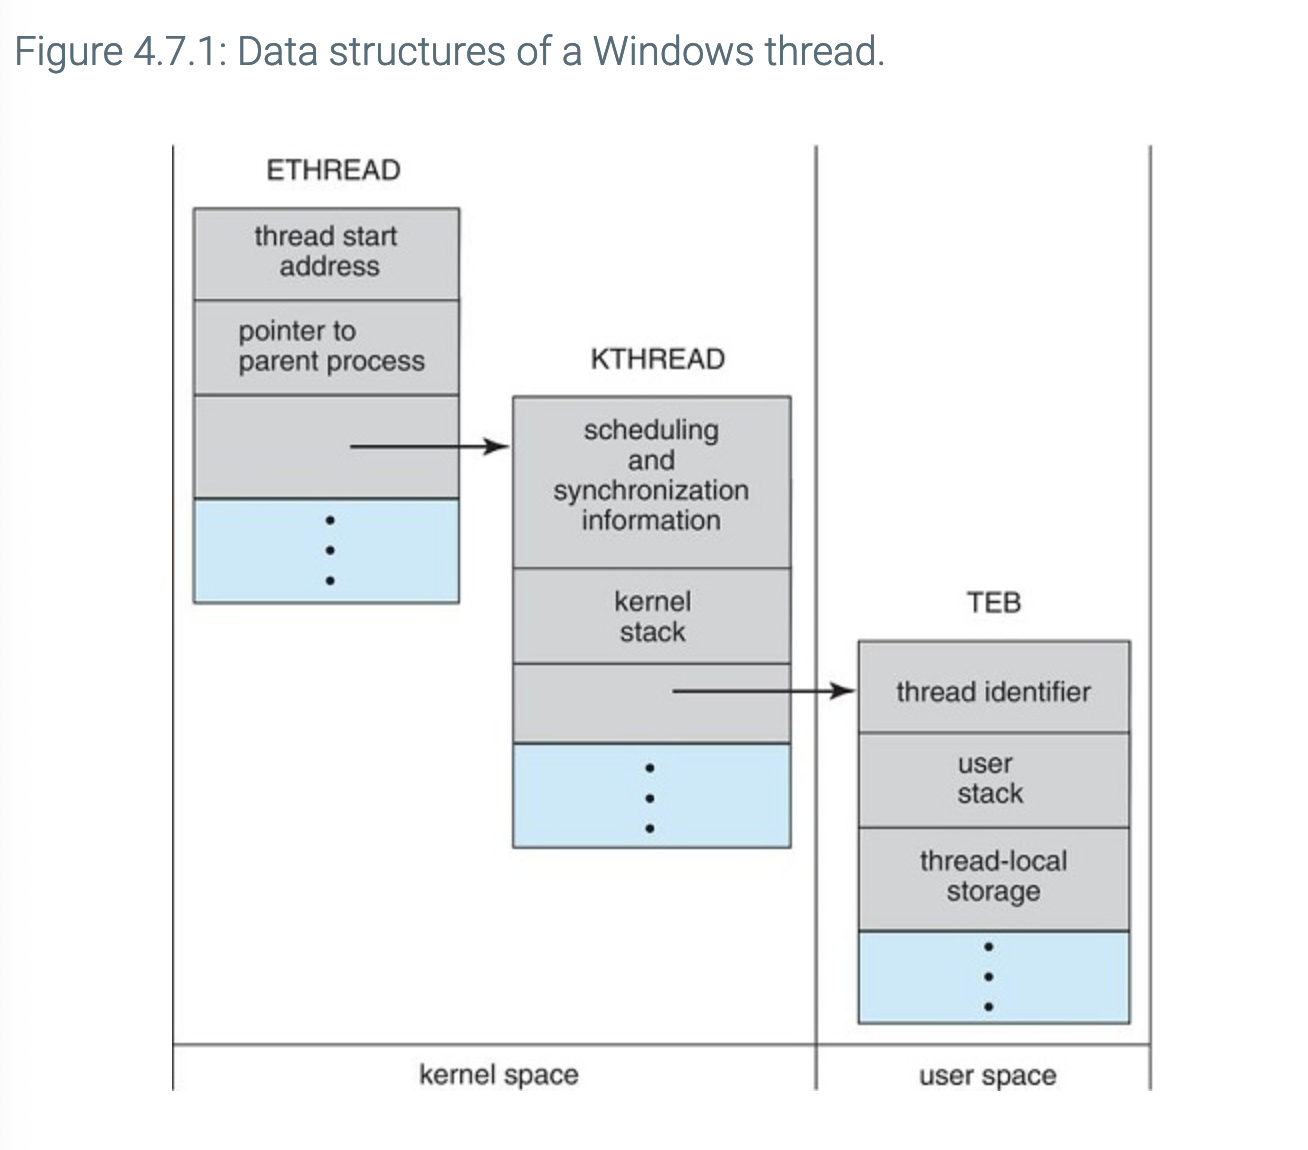 Figure 4.7.1: Data structures of a Windows thread.
ETHREAD
thread start
address
pointer to
parent process
KTHREAD
scheduling
and
synchronization
information
kernel
stack
TEB
thread identifier
user
stack
thread-local
storage
kernel space
user space